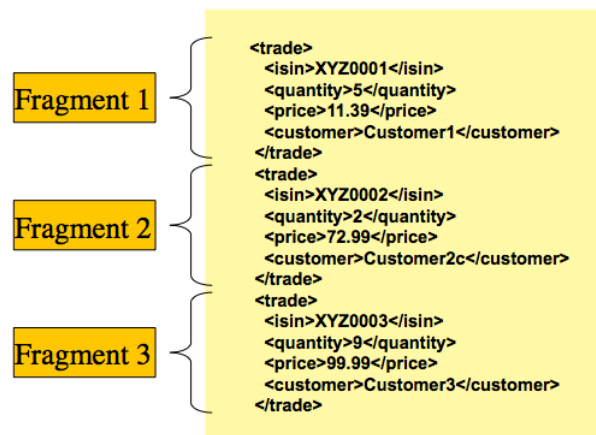 <trade>
<isin>XYZ0001</isin>
<quantity>5</quantity>
Fragment 1
<price>11.39</price>
<customer>Customer1</customer>
</trade>
<trade>
<isin>XYZ0002</isin>
<quantity>2</quantity>
Fragment 2
<price>72.99</price>
<customer>Customer2c</customer>
</trade>
<trade>
<isin>XYZ0003</isin>
<quantity>9</quantity>
Fragment 3
<price>99.99</price>
<customer>Customer3</customer>
</trade>